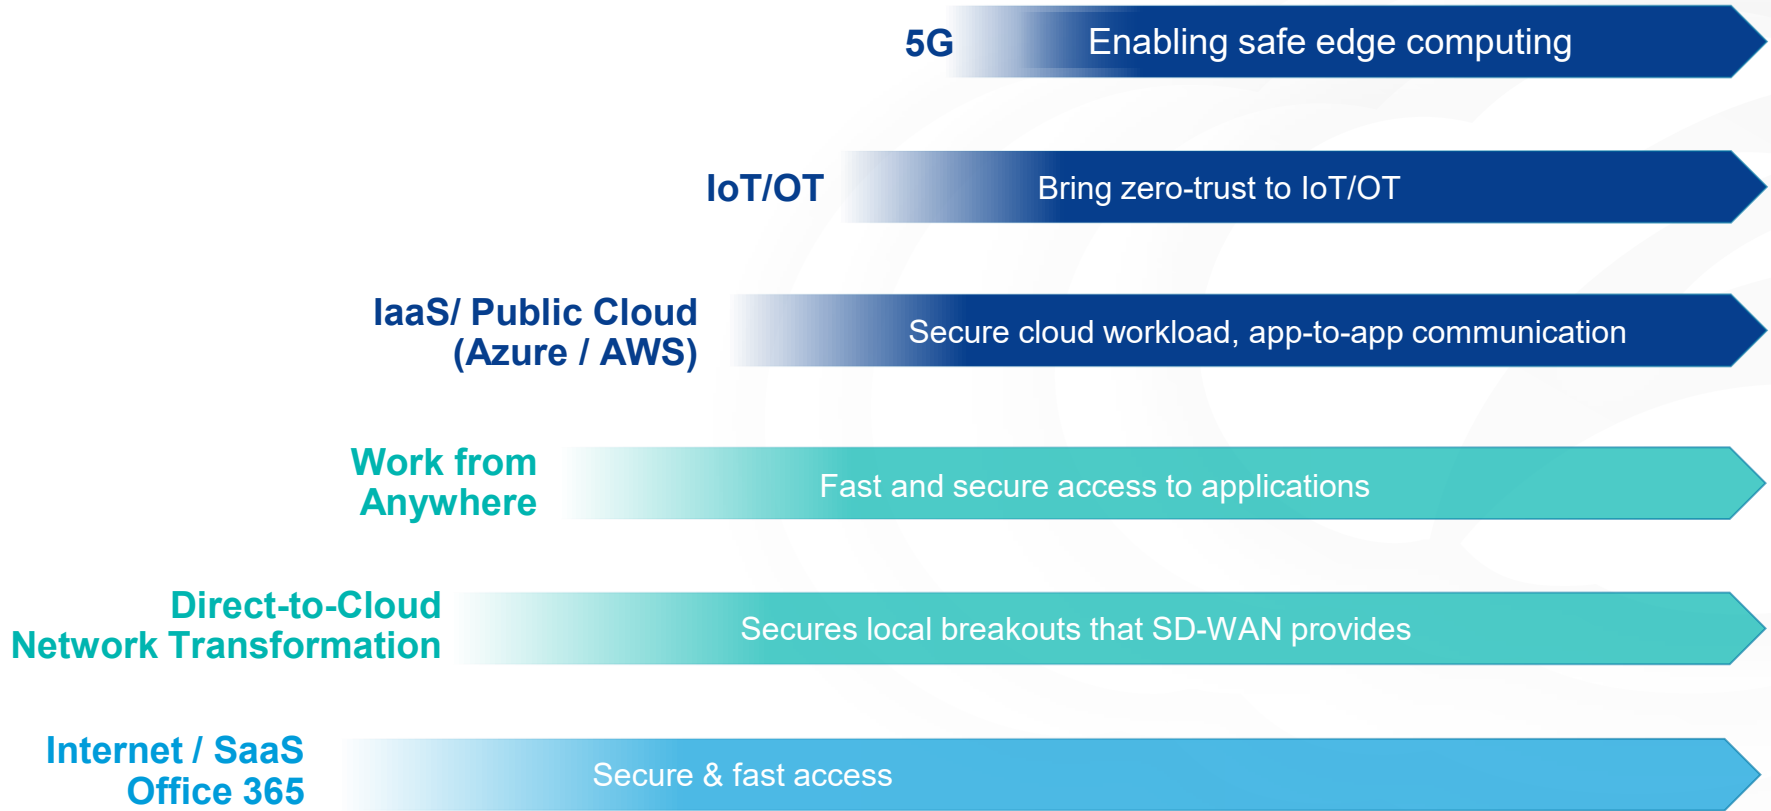 5G
Enabling safe edge computing
IoT/OT
Bring zero-trust to IoT/OT
IaaS/ Public Cloud
(Azure / AWS)
Secure cloud workload, app-to-app communication
Work from
Anywhere
Fast and secure access to applications
Direct-to-Cloud
Network Transformation
Secures local breakouts that SD-WAN provides
Internet / SaaS
Office 365
Secure & fast access